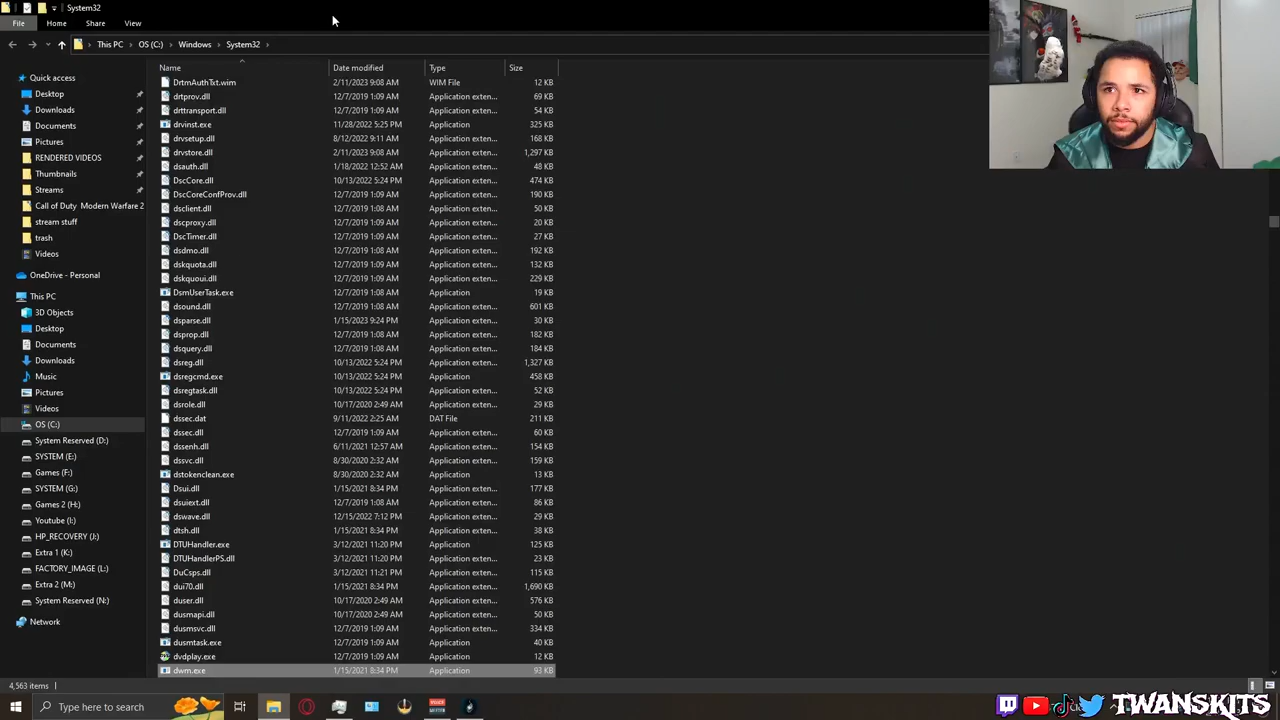 System32
File Home Share View
This PC OS (C:) Windows System32
Name Date modified Type Size
Quick access
Desktop
Downloads
Documents
Pictures
RENDERED VIDEOS
Thumbnails
Streams
Call of Duty Modern Warfare 2
stream stuff
trash
Videos
OneDrive - Personal
This PC
3D Objects
Desktop
Documents
Downloads
Music
Pictures
Videos
OS (C:)
System Reserved (D:)
SYSTEM (E:)
Games (F:)
SYSTEM (G:)
Games 2 (H:)
Youtube (I:)
HP_RECOVERY (J:)
Extra 1 (K:)
FACTORY_IMAGE (L:)
Extra 2 (M:)
System Reserved (N:)
Network
DrtmAuthTxt.wim 2/11/2023 9:08 AM WIM File 12 KB
drtprov.dll 12/7/2019 1:09 AM Application exten... 69 KB
drttransport.dll 12/7/2019 1:09 AM Application exten... 54 KB
drvinst.exe 11/28/2022 5:25 PM Application 325 KB
drvsetup.dll 8/12/2022 9:11 AM Application exten... 168 KB
drvstore.dll 2/11/2023 9:08 AM Application exten... 1,297 KB
dsauth.dll 1/18/2022 12:52 AM Application exten... 48 KB
DscCore.dll 10/13/2022 5:24 PM Application exten... 474 KB
DscCoreConfProv.dll 12/7/2019 1:09 AM Application exten... 190 KB
dsclient.dll 12/7/2019 1:08 AM Application exten... 50 KB
dscproxy.dll 12/7/2019 1:09 AM Application exten... 20 KB
DscTimer.dll 12/7/2019 1:09 AM Application exten... 27 KB
dsdmo.dll 12/7/2019 1:08 AM Application exten... 192 KB
dskquota.dll 12/7/2019 1:09 AM Application exten... 132 KB
dskquoui.dll 12/7/2019 1:09 AM Application exten... 229 KB
DsmUserTask.exe 12/7/2019 1:08 AM Application 19 KB
dsound.dll 12/7/2019 1:08 AM Application exten... 601 KB
dsparse.dll 1/15/2023 9:24 PM Application exten... 30 KB
dsprop.dll 12/7/2019 1:08 AM Application exten... 182 KB
dsquery.dll 12/7/2019 1:08 AM Application exten... 184 KB
dsreg.dll 10/13/2022 5:24 PM Application exten... 1,327 KB
dsregcmd.exe 10/13/2022 5:24 PM Application 458 KB
dsregtask.dll 10/13/2022 5:24 PM Application exten... 52 KB
dsrole.dll 10/17/2020 2:49 AM Application exten... 29 KB
dssec.dat 9/11/2022 2:25 AM DAT File 211 KB
dssec.dll 12/7/2019 1:09 AM Application exten... 60 KB
dssenh.dll 6/11/2021 12:57 AM Application exten... 154 KB
dssvc.dll 8/30/2020 2:32 AM Application exten... 159 KB
dstokenclean.exe 8/30/2020 2:32 AM Application 13 KB
Dsui.dll 1/15/2021 8:34 PM Application exten... 177 KB
dsuiext.dll 12/7/2019 1:08 AM Application exten... 86 KB
dswave.dll 12/15/2022 7:12 PM Application exten... 29 KB
dtsh.dll 1/15/2021 8:34 PM Application exten... 38 KB
DTUHandler.exe 3/12/2021 11:20 PM Application 125 KB
DTUHandlerPS.dll 3/12/2021 11:20 PM Application exten... 23 KB
DuCsps.dll 3/12/2021 11:21 PM Application exten... 115 KB
dui70.dll 1/15/2021 8:34 PM Application exten... 1,690 KB
duser.dll 10/17/2020 2:49 AM Application exten... 576 KB
dusmapi.dll 10/17/2020 2:49 AM Application exten... 50 KB
dusmsvc.dll 12/7/2019 1:09 AM Application exten... 334 KB
dusmtask.exe 12/7/2019 1:09 AM Application 40 KB
dvdplay.exe 12/7/2019 1:09 AM Application 12 KB
dwm.exe 1/15/2021 8:34 PM Application 93 KB
4,563 items
Type here to search
TWANSKITS